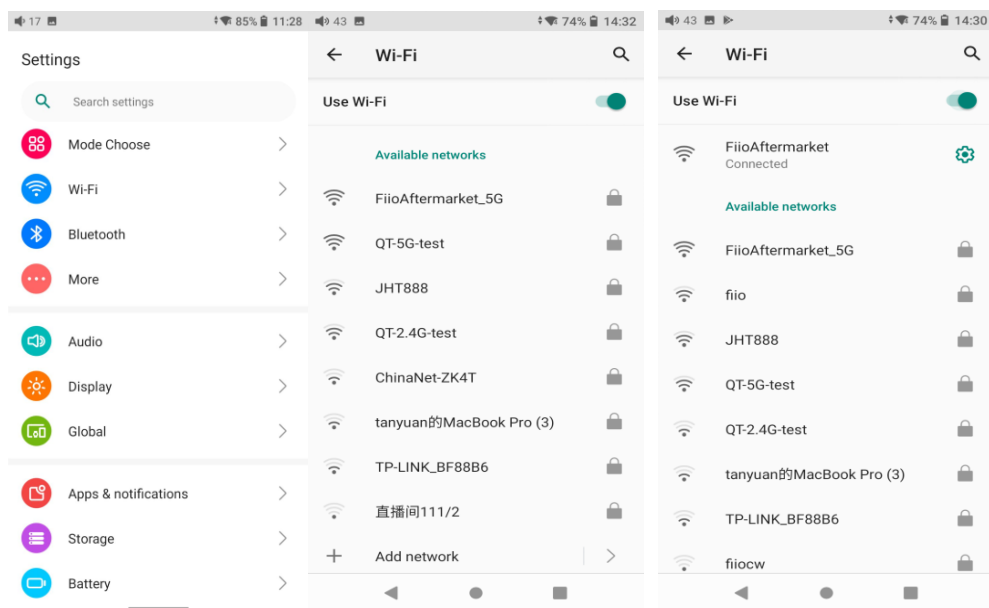 17 85% 11:28
Settings
Search settings
Mode Choose
Wi-Fi
Bluetooth
More
Audio
Display
Global
Apps & notifications
Storage
Battery
43 74% 14:32
Wi-Fi
Use Wi-Fi
Available networks
FiioAftermarket_5G
QT-5G-test
JHT888
QT-2.4G-test
ChinaNet-ZK4T
tanyuan的MacBook Pro (3)
TP-LINK_BF88B6
直播间111/2
Add network
43 74% 14:30
Wi-Fi
Use Wi-Fi
FiioAftermarket
Connected
Available networks
FiioAftermarket_5G
fiio
JHT888
QT-5G-test
QT-2.4G-test
tanyuan的MacBook Pro (3)
TP-LINK_BF88B6
fiiocw